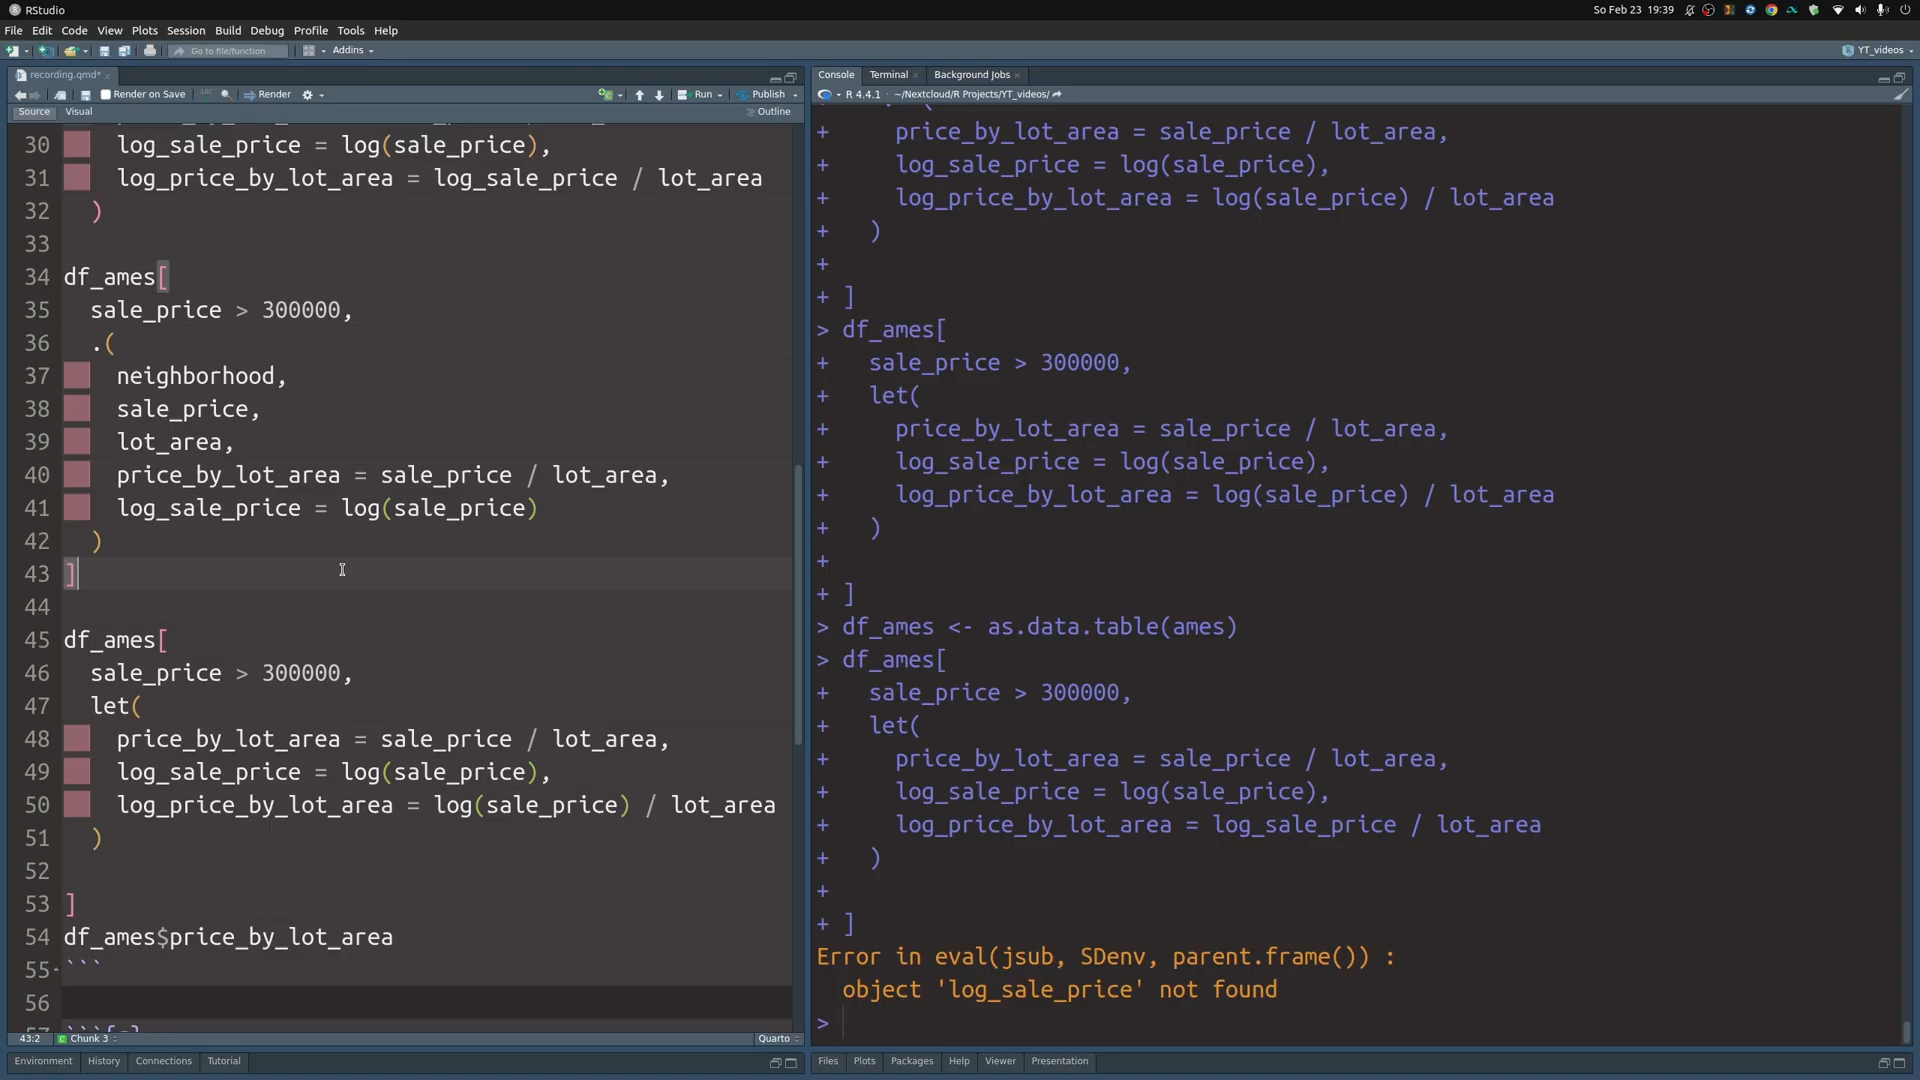 RStudio
So Feb 23 19:39
File Edit Code View Plots Session Build Debug Profile Tools Help
Go to file/function
Addins
YT_videos
recording.qmd*
Render on Save
Render
Run
Publish
Source Visual
Outline
30 log_sale_price = log(sale_price),
31 log_price_by_lot_area = log_sale_price / lot_area
32 )
33
34 df_ames[
35 sale_price > 300000,
36 .(
37 neighborhood,
38 sale_price,
39 lot_area,
40 price_by_lot_area = sale_price / lot_area,
41 log_sale_price = log(sale_price)
42 )
43 ]
44
45 df_ames[
46 sale_price > 300000,
47 let(
48 price_by_lot_area = sale_price / lot_area,
49 log_sale_price = log(sale_price),
50 log_price_by_lot_area = log(sale_price) / lot_area
51 )
52
53 ]
54 df_ames$price_by_lot_area
55 ```
56
43:2 Chunk 3
Quarto
Environment History Connections Tutorial
Console Terminal Background Jobs
R 4.4.1 · ~/Nextcloud/R Projects/YT_videos/
+ price_by_lot_area = sale_price / lot_area,
+ log_sale_price = log(sale_price),
+ log_price_by_lot_area = log(sale_price) / lot_area
+ )
+
+ ]
> df_ames[
+ sale_price > 300000,
+ let(
+ price_by_lot_area = sale_price / lot_area,
+ log_sale_price = log(sale_price),
+ log_price_by_lot_area = log(sale_price) / lot_area
+ )
+
+ ]
> df_ames <- as.data.table(ames)
> df_ames[
+ sale_price > 300000,
+ let(
+ price_by_lot_area = sale_price / lot_area,
+ log_sale_price = log(sale_price),
+ log_price_by_lot_area = log_sale_price / lot_area
+ )
+
+ ]
Error in eval(jsub, SDenv, parent.frame()) :
object 'log_sale_price' not found
>
Files Plots Packages Help Viewer Presentation